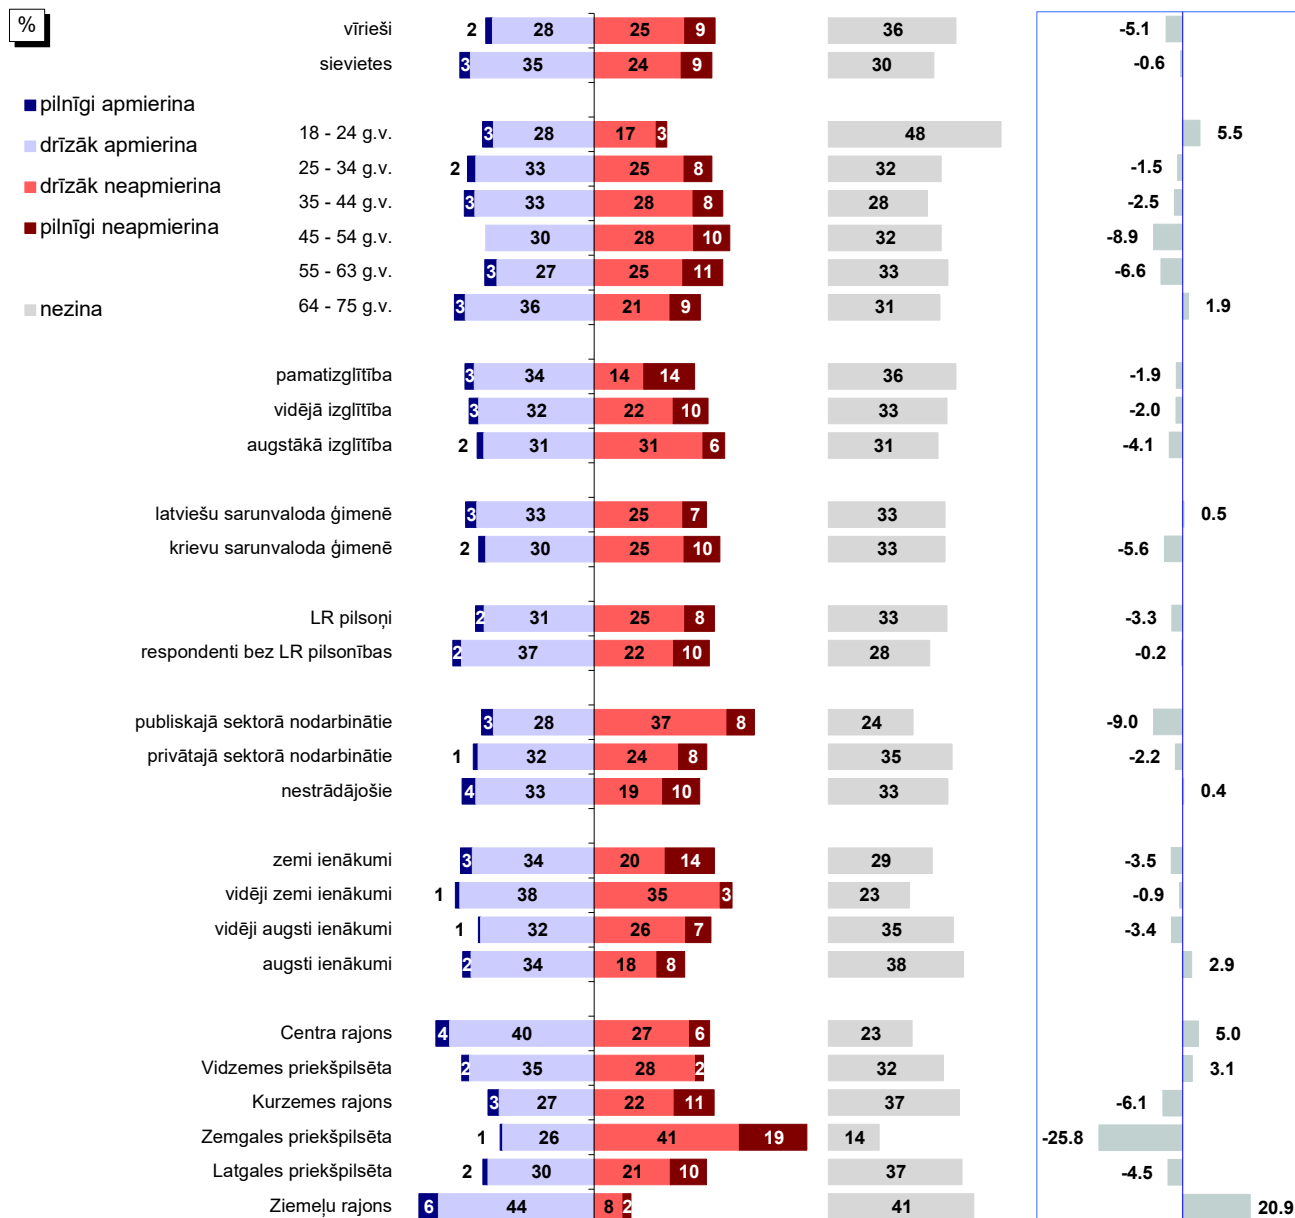 %
pilnīgi apmierina
drīzāk apmierina
drīzāk neapmierina
pilnīgi neapmierina
nezina
vīrieši 2 28 25 9 36 -5.1
sievietes 3 35 24 9 30 -0.6
18 - 24 g.v. 3 28 17 3 48 5.5
25 - 34 g.v. 2 33 25 8 32 -1.5
35 - 44 g.v. 3 33 28 8 28 -2.5
45 - 54 g.v. 30 28 10 32 -8.9
55 - 63 g.v. 3 27 25 11 33 -6.6
64 - 75 g.v. 3 36 21 9 31 1.9
pamatizglītība 3 34 14 14 36 -1.9
vidējā izglītība 3 32 22 10 33 -2.0
augstākā izglītība 2 31 31 6 31 -4.1
latviešu sarunvaloda ģimenē 3 33 25 7 33 0.5
krievu sarunvaloda ģimenē 2 30 25 10 33 -5.6
LR pilsoņi 2 31 25 8 33 -3.3
respondenti bez LR pilsonības 2 37 22 10 28 -0.2
publiskajā sektorā nodarbinātie 3 28 37 8 24 -9.0
privātajā sektorā nodarbinātie 1 32 24 8 35 -2.2
nestrādājošie 4 33 19 10 33 0.4
zemi ienākumi 3 34 20 14 29 -3.5
vidēji zemi ienākumi 1 38 35 3 23 -0.9
vidēji augsti ienākumi 1 32 26 7 35 -3.4
augsti ienākumi 2 34 18 8 38 2.9
Centra rajons 4 40 27 6 23 5.0
Vidzemes priekšpilsēta 2 35 28 2 32 3.1
Kurzemes rajons 3 27 22 11 37 -6.1
Zemgales priekšpilsēta 1 26 41 19 14 -25.8
Latgales priekšpilsēta 2 30 21 10 37 -4.5
Ziemeļu rajons 6 44 8 2 41 20.9